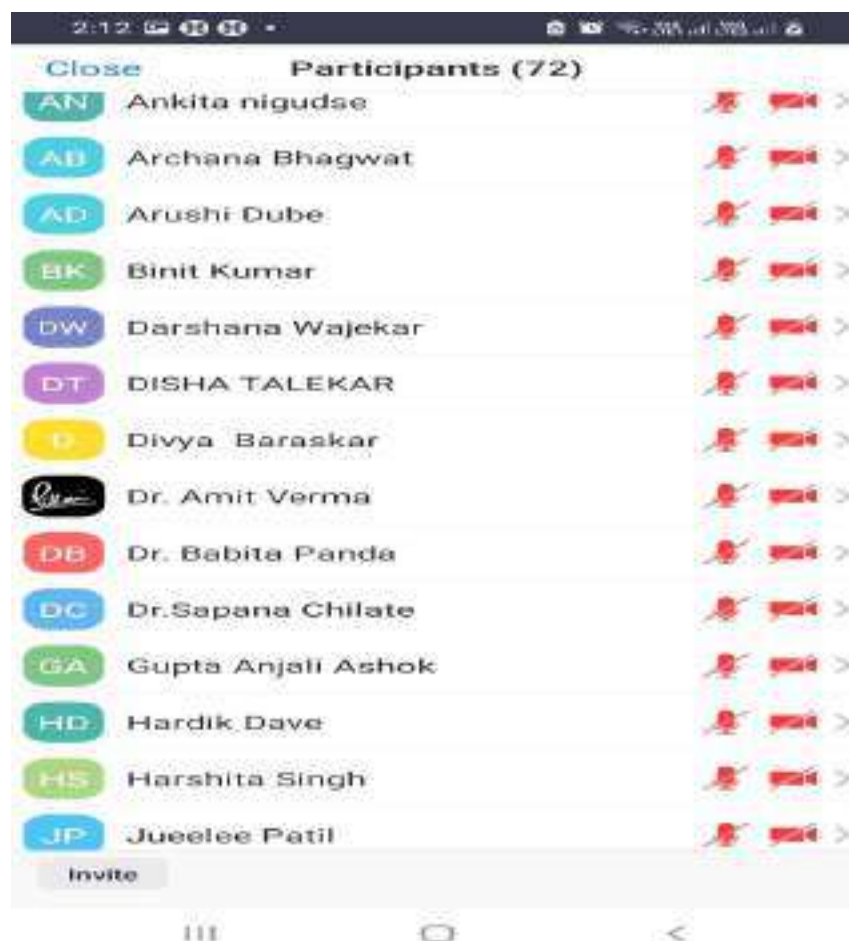 2:12
Close Participants (72)
AN Ankita nigudse
AB Archana Bhagwat
AD Arushi Dube
BK Binit Kumar
DW Darshana Wajekar
DT DISHA TALEKAR
D Divya Baraskar
Dr. Amit Verma
DB Dr. Babita Panda
DC Dr.Sapana Chilate
GA Gupta Anjali Ashok
HD Hardik Dave
HS Harshita Singh
JP Jueelee Patil
Invite